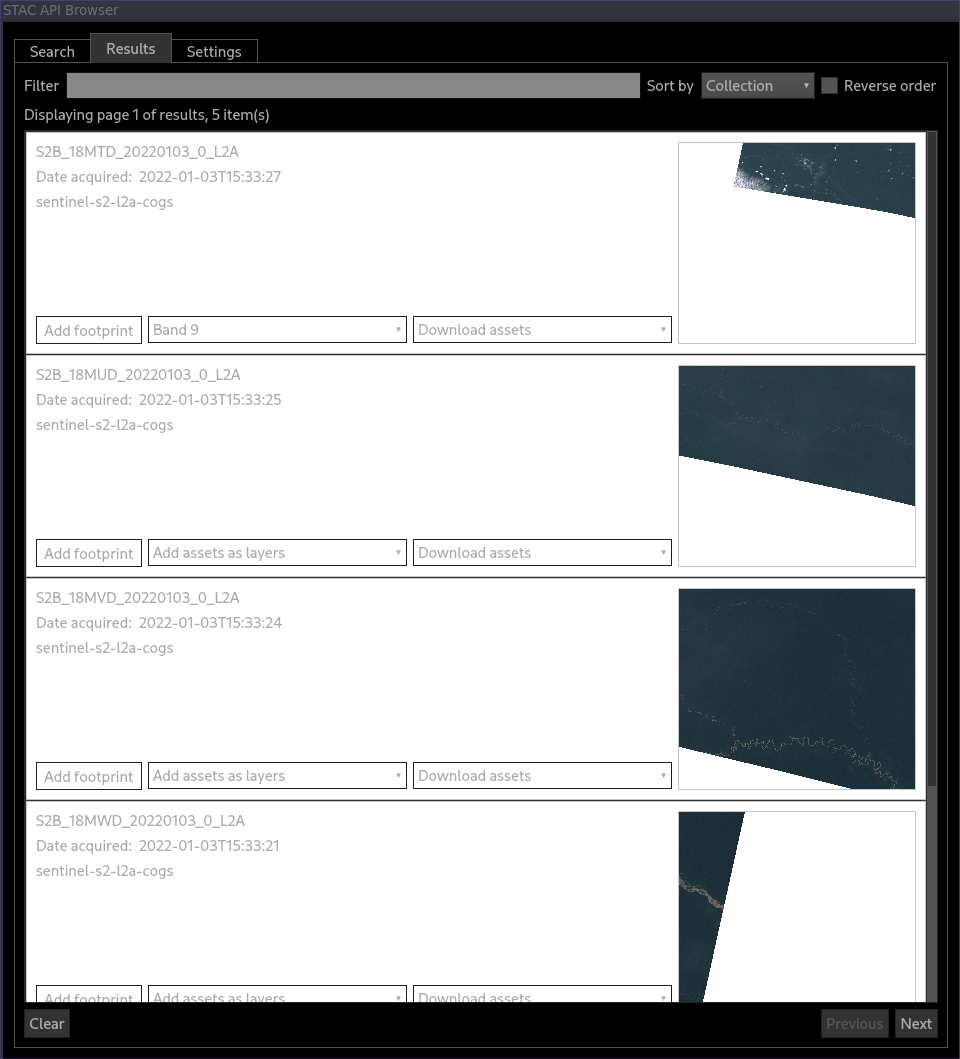 STAC API Browser
Search Results Settings
Filter Sort by Collection Reverse order
Displaying page 1 of results, 5 item(s)
S2B_18MTD_20220103_0_L2A
Date acquired: 2022-01-03T15:33:27
sentinel-s2-l2a-cogs
Add footprint Band 9 Download assets
S2B_18MUD_20220103_0_L2A
Date acquired: 2022-01-03T15:33:25
sentinel-s2-l2a-cogs
Add footprint Add assets as layers Download assets
S2B_18MVD_20220103_0_L2A
Date acquired: 2022-01-03T15:33:24
sentinel-s2-l2a-cogs
Add footprint Add assets as layers Download assets
S2B_18MWD_20220103_0_L2A
Date acquired: 2022-01-03T15:33:21
sentinel-s2-l2a-cogs
Add footprint Add assets as layers Download assets
Clear Previous Next